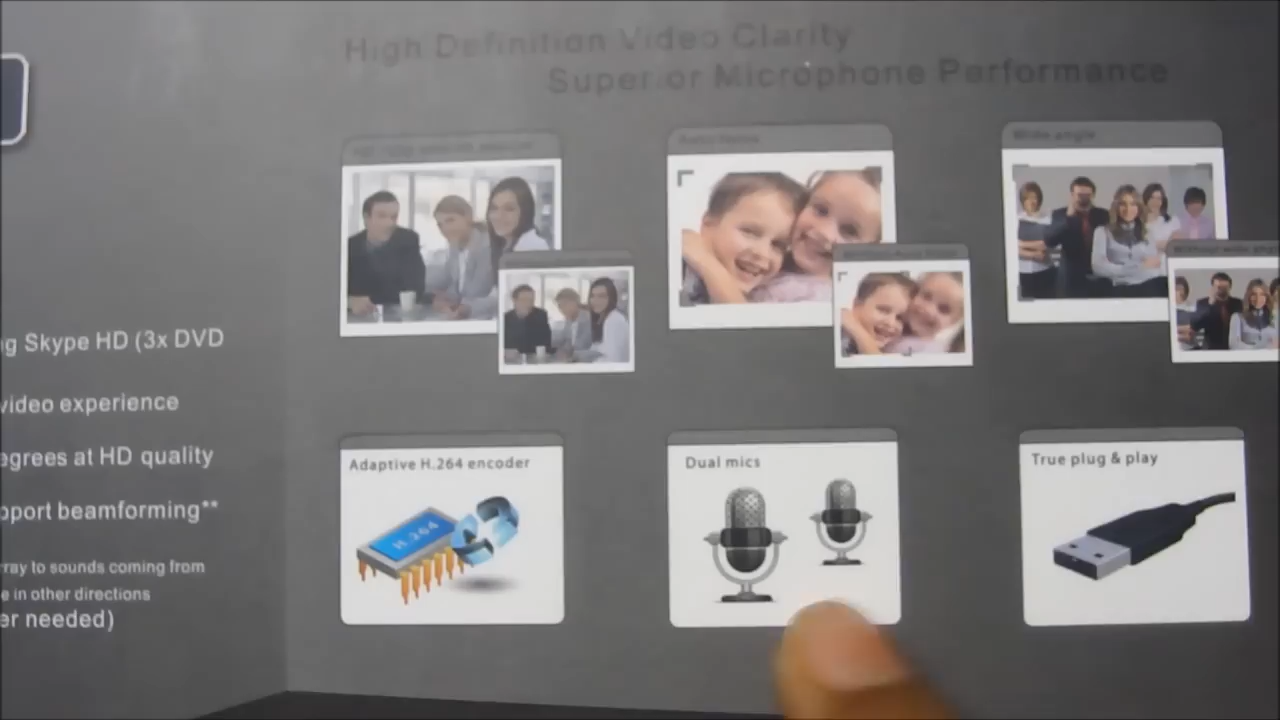 High Definition Video Clarity
Superior Microphone Performance
Auto focus
Wide angle
g Skype HD (3x DVD
video experience
egrees at HD quality
pport beamforming**
rray to sounds coming from
e in other directions
er needed)
Adaptive H.264 encoder
H.264
Dual mics
True plug & play